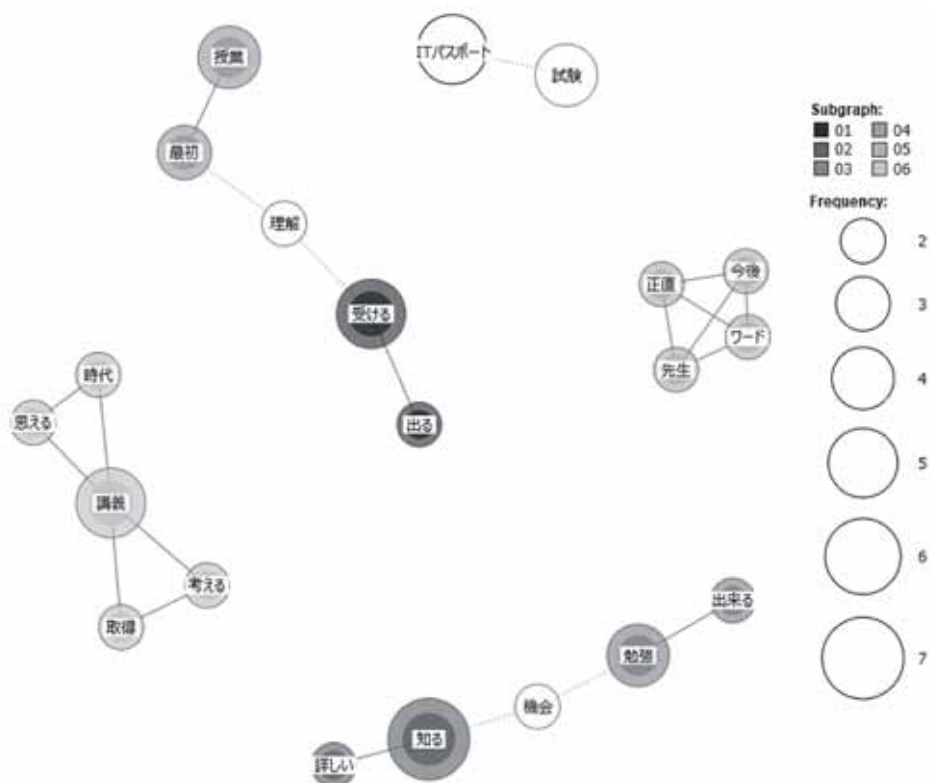 授業
ITパスポート
試験
最初
理解
受ける
出る
正直
今後
ワード
先生
時代
思える
講義
考える
取得
出来る
勉強
機会
知る
詳しい
Subgraph:
01 04
02 05
03 06
Frequency:
2
3
4
5
6
7